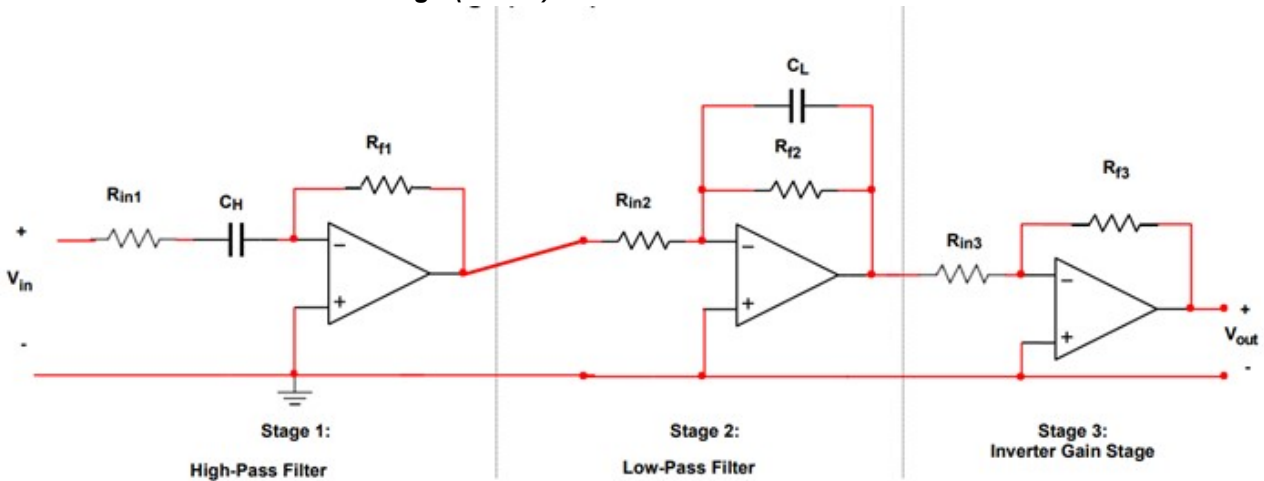 Rin1
CH
Rf1
+
Vin
-
−
+
Stage 1:
High-Pass Filter
Rin2
CL
Rf2
−
+
Stage 2:
Low-Pass Filter
Rin3
Rf3
−
+
+
Vout
-
Stage 3:
Inverter Gain Stage